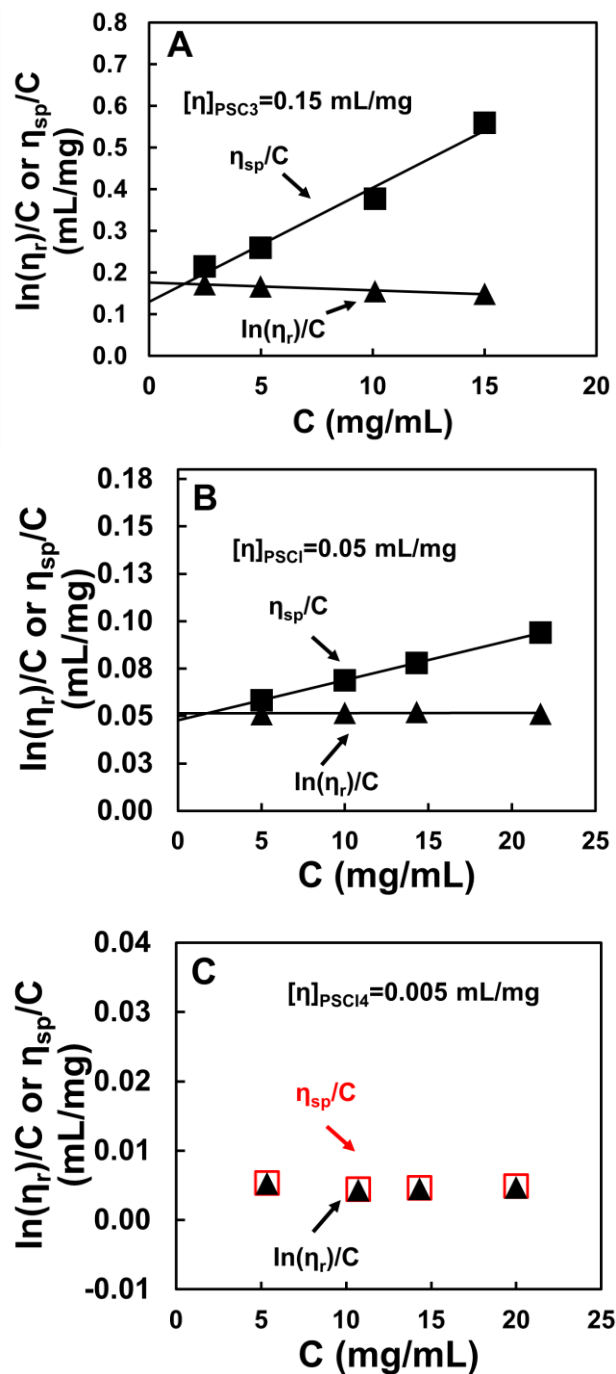 A
ln(ηr)/C or ηsp/C
(mL/mg)
0.8
0.7
0.6
0.5
0.4
0.3
0.2
0.1
0.0
[η]PSC3=0.15 mL/mg
ηsp/C
ln(ηr)/C
0 5 10 15 20
C (mg/mL)
B
ln(ηr)/C or ηsp/C
(mL/mg)
0.18
0.15
0.13
0.10
0.08
0.05
0.03
0.00
[η]PSCl=0.05 mL/mg
ηsp/C
ln(ηr)/C
0 5 10 15 20 25
C (mg/mL)
C
ln(ηr)/C or ηsp/C
(mL/mg)
0.04
0.03
0.02
0.01
0.00
-0.01
[η]PSCl4=0.005 mL/mg
ηsp/C
ln(ηr)/C
0 5 10 15 20 25
C (mg/mL)